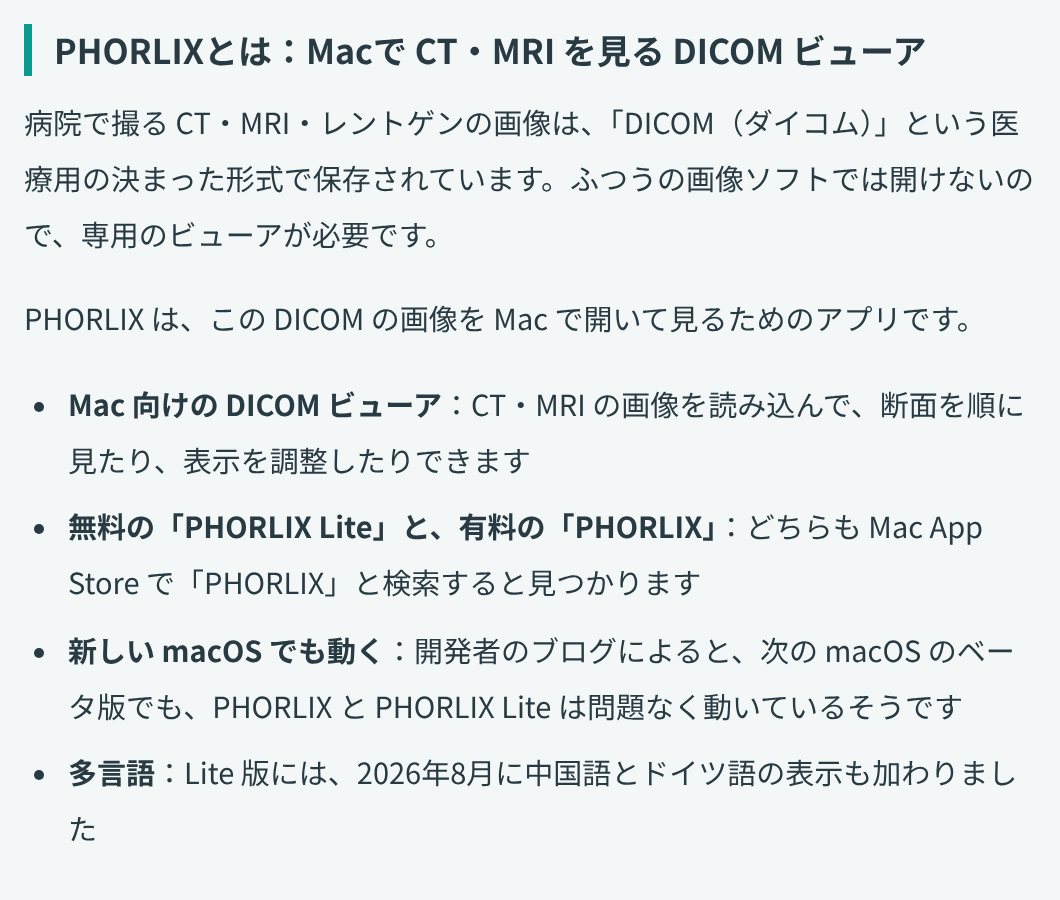 PHORLIXとは：Macで CT・MRI を見る DICOM ビューア
病院で撮る CT・MRI・レントゲンの画像は、「DICOM（ダイコム）」という医
療用の決まった形式で保存されています。ふつうの画像ソフトでは開けないの
で、専用のビューアが必要です。
PHORLIX は、この DICOM の画像を Mac で開いて見るためのアプリです。
• Mac 向けの DICOM ビューア：CT・MRI の画像を読み込んで、断面を順に
見たり、表示を調整したりできます
• 無料の「PHORLIX Lite」と、有料の「PHORLIX」：どちらも Mac App
Store で「PHORLIX」と検索すると見つかります
• 新しい macOS でも動く：開発者のブログによると、次の macOS のベー
タ版でも、PHORLIX と PHORLIX Lite は問題なく動いているそうです
• 多言語：Lite 版には、2026年8月に中国語とドイツ語の表示も加わりまし
た